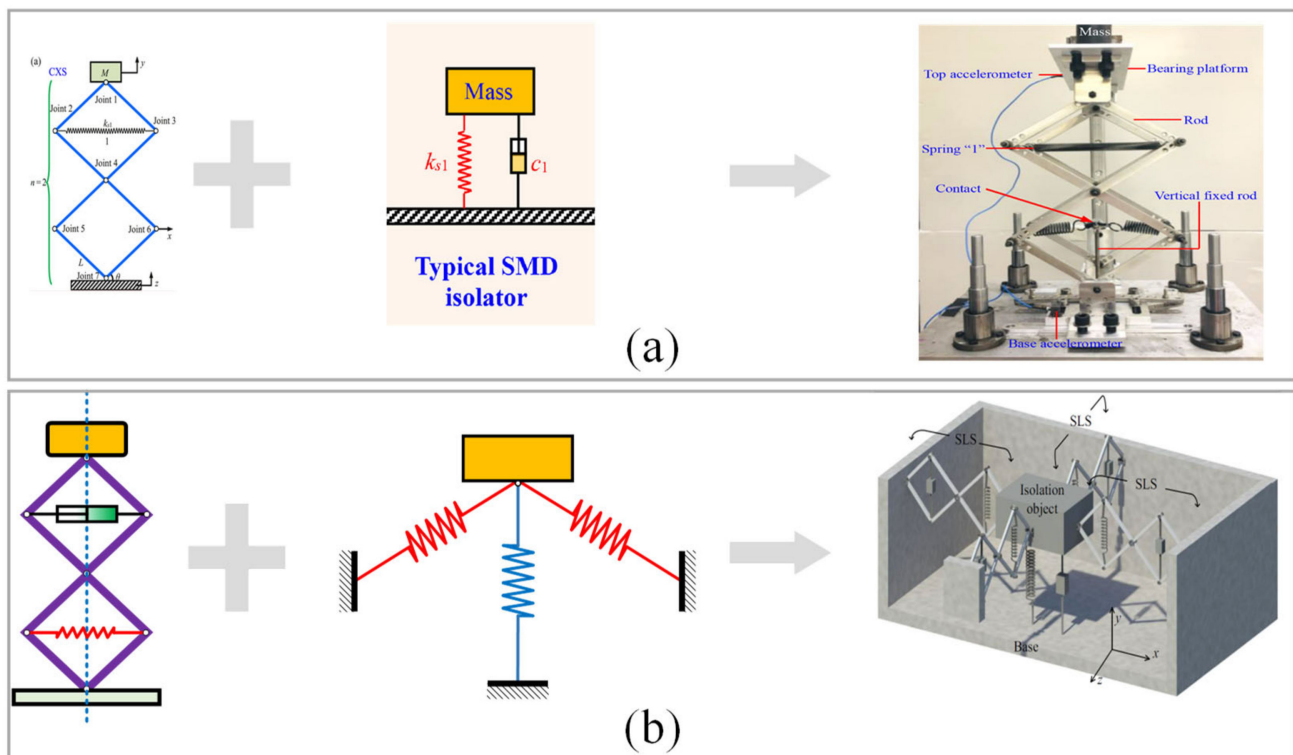 (a)
CXS
M
y
Joint 1
Joint 2
Joint 3
ks1
1
Joint 4
n = 2
Joint 5
Joint 6
x
L
Joint 7
θ
z
Mass
ks1
c1
Typical SMD
isolator
Mass
Top accelerometer
Bearing platform
Rod
Spring “1”
Contact
Vertical fixed rod
Base accelerometer
(a)
SLS
SLS
SLS
Isolation
object
Base
y
x
z
(b)